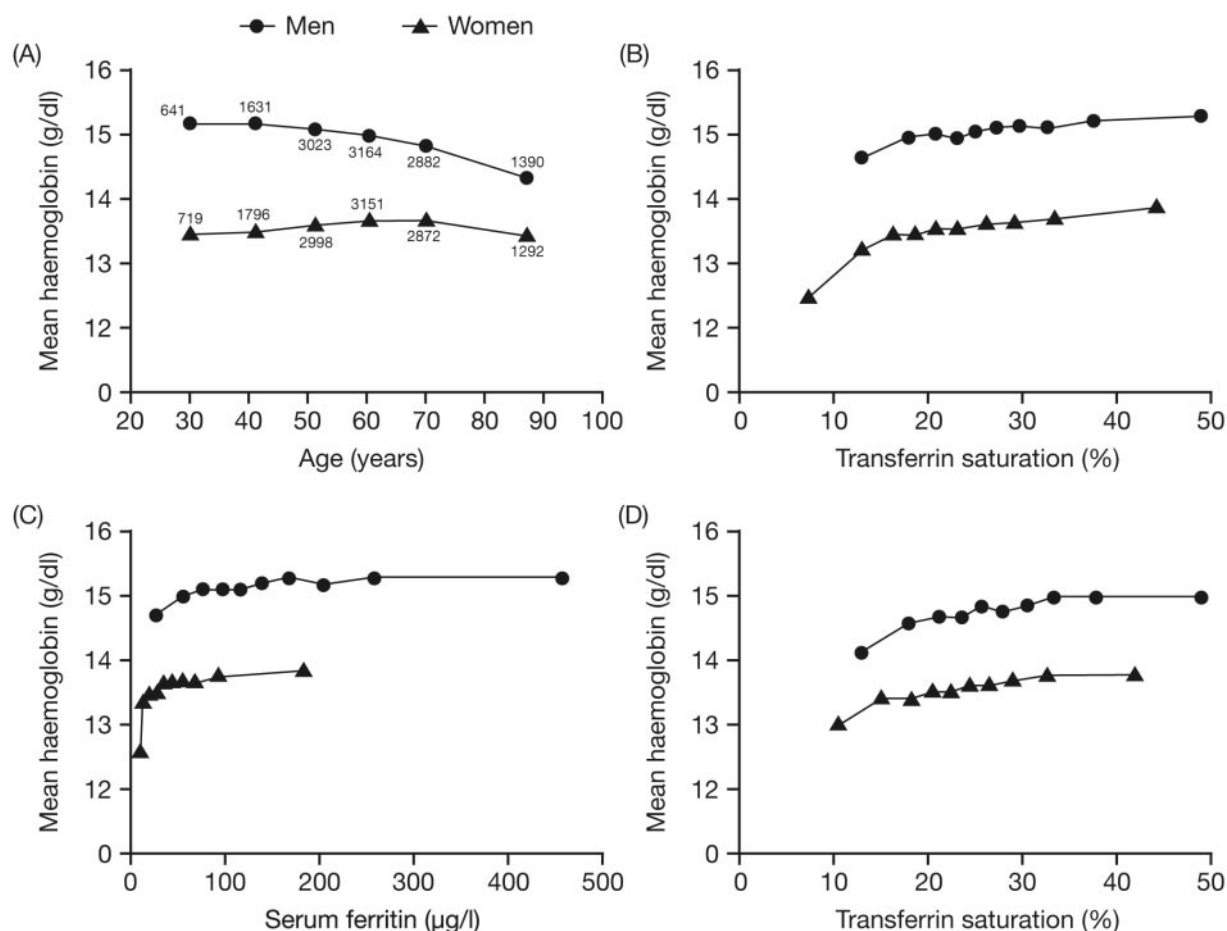 Men Women
(A)
Mean haemoglobin (g/dl)
16
15
14
13
12
0
641 1631 3023 3164 2882 1390
719 1796 2998 3151 2872 1292
20 30 40 50 60 70 80 90 100
Age (years)
(B)
Mean haemoglobin (g/dl)
16
15
14
13
12
0
0 10 20 30 40 50
Transferrin saturation (%)
(C)
Mean haemoglobin (g/dl)
16
15
14
13
12
0
0 100 200 300 400 500
Serum ferritin (µg/l)
(D)
Mean haemoglobin (g/dl)
16
15
14
13
12
0
0 10 20 30 40 50
Transferrin saturation (%)